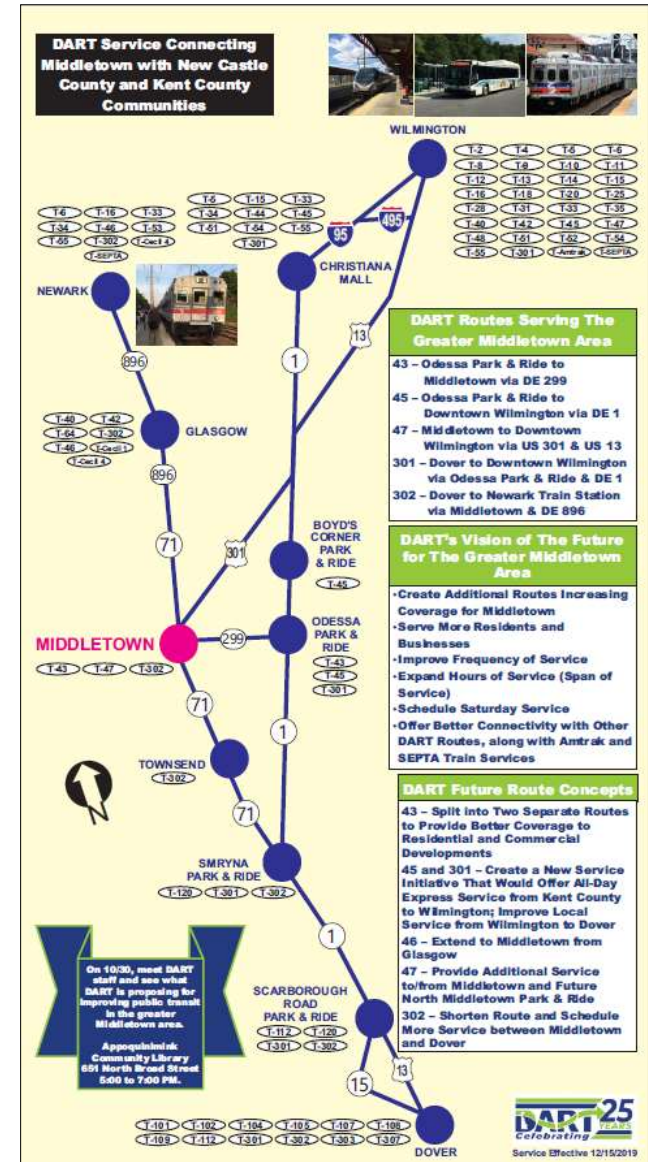 DART Service Connecting
Middletown with New Castle
County and Kent County
Communities
WILMINGTON
T-2 T-4 T-5 T-6
T-8 T-9 T-10 T-11
T-12 T-13 T-14 T-15
T-16 T-18 T-20 T-25
T-28 T-31 T-33 T-35
T-40 T-42 T-45 T-47
T-48 T-51 T-52 T-54
T-55 T-301 T-Amtrak T-SEPTA
T-5 T-15 T-33
T-34 T-44 T-45
T-51 T-54 T-55
T-301
T-6 T-16 T-33
T-34 T-46 T-53
T-55 T-302 T-Cecil 4
T-SEPTA
95
495
CHRISTIANA
MALL
NEWARK
13
1
896
T-40 T-42
T-64 T-302
T-46 T-Cecil 1
T-Cecil 4
GLASGOW
896
71
301
BOYD'S
CORNER
PARK
& RIDE
T-45
MIDDLETOWN
T-43 T-47 T-302
299
ODESSA
PARK &
RIDE
T-43
T-45
T-301
71
1
TOWNSEND
T-302
71
SMRYNA
PARK & RIDE
T-120 T-301 T-302
1
SCARBOROUGH
ROAD
PARK & RIDE
T-112 T-120
T-301 T-302
15
13
T-101 T-102 T-104 T-105 T-107 T-108
T-109 T-112 T-301 T-302 T-303 T-307
DOVER
DART Routes Serving The
Greater Middletown Area
43 – Odessa Park & Ride to
Middletown via DE 299
45 – Odessa Park & Ride to
Downtown Wilmington via DE 1
47 – Middletown to Downtown
Wilmington via US 301 & US 13
301 – Dover to Downtown Wilmington
via Odessa Park & Ride & DE 1
302 – Dover to Newark Train Station
via Middletown & DE 896
DART's Vision of The Future
for The Greater Middletown
Area
•Create Additional Routes Increasing
Coverage for Middletown
•Serve More Residents and
Businesses
•Improve Frequency of Service
•Expand Hours of Service (Span of
Service)
•Schedule Saturday Service
•Offer Better Connectivity with Other
DART Routes, along with Amtrak and
SEPTA Train Services
DART Future Route Concepts
43 – Split into Two Separate Routes
to Provide Better Coverage to
Residential and Commercial
Developments
45 and 301 – Create a New Service
Initiative That Would Offer All-Day
Express Service from Kent County
to Wilmington; Improve Local
Service from Wilmington to Dover
46 – Extend to Middletown from
Glasgow
47 – Provide Additional Service
to/from Middletown and Future
North Middletown Park & Ride
302 – Shorten Route and Schedule
More Service between Middletown
and Dover
On 10/30, meet DART
staff and see what
DART is proposing for
improving public transit
in the greater
Middletown area.
Appoquinimink
Community Library
651 North Broad Street
5:00 to 7:00 PM.
DART 25
YEARS
Celebrating
Service Effective 12/15/2019